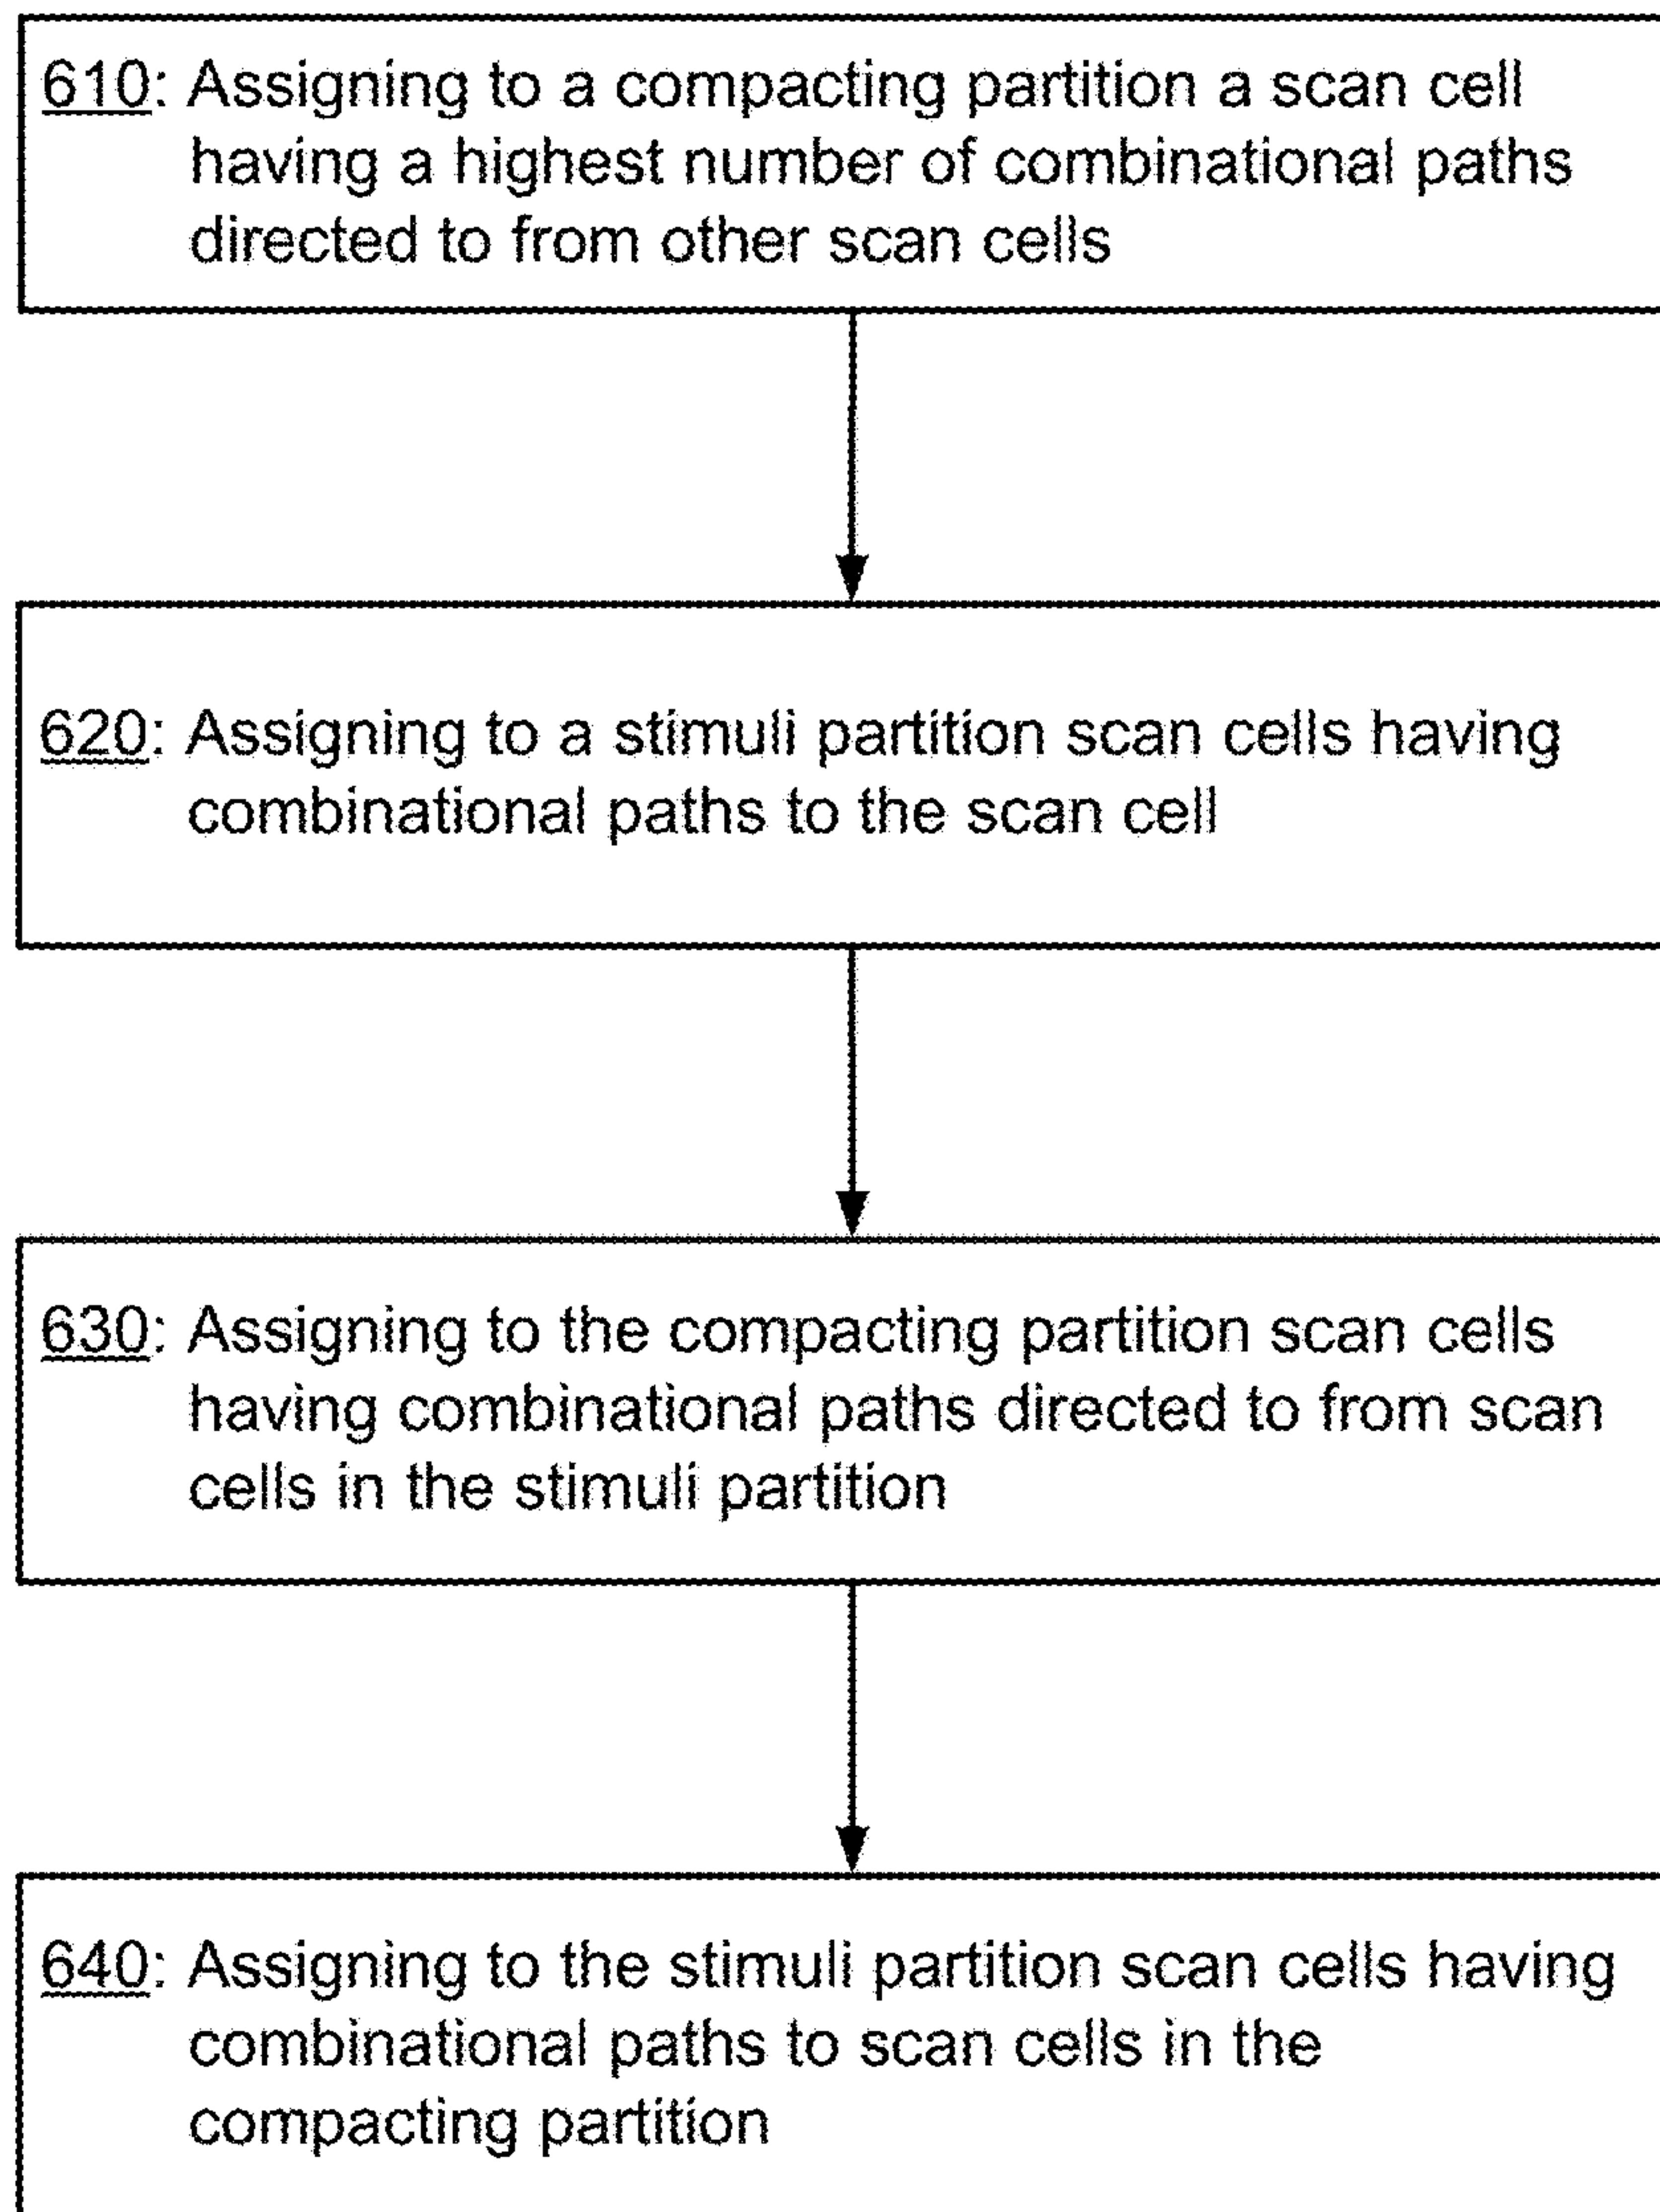 610: Assigning to a compacting partition a scan cell
having a highest number of combinational paths
directed to from other scan cells
620: Assigning to a stimuli partition scan cells having
combinational paths to the scan cell
630: Assigning to the compacting partition scan cells
having combinational paths directed to from scan
cells in the stimuli partition
640: Assigning to the stimuli partition scan cells having
combinational paths to scan cells in the
compacting partition